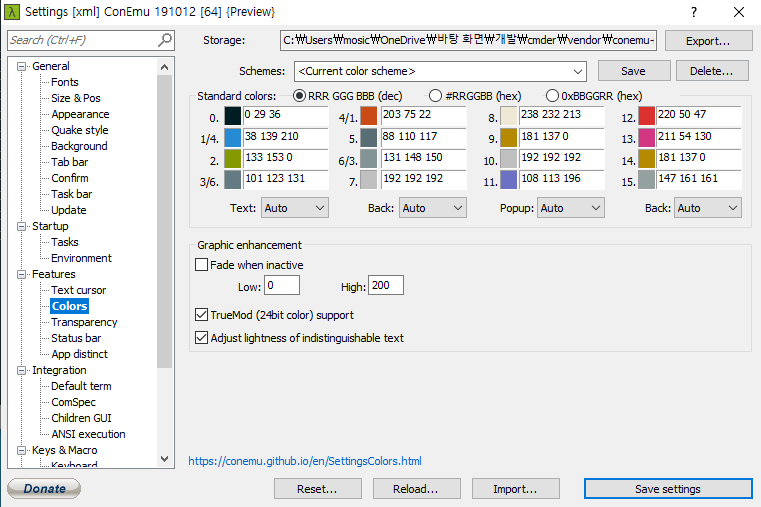 Settings [xml] ConEmu 191012 [64] {Preview}
Search (Ctrl+F)
Storage: C:₩Users₩mosic₩OneDrive₩바탕 화면₩개발₩cmder₩vendor₩conemu- Export...
Schemes: <Current color scheme> Save Delete...
General
Fonts
Size & Pos
Appearance
Quake style
Background
Tab bar
Confirm
Task bar
Update
Startup
Tasks
Environment
Features
Text cursor
Colors
Transparency
Status bar
App distinct
Integration
Default term
ComSpec
Children GUI
ANSI execution
Keys & Macro
Keyboard
Standard colors: RRR GGG BBB (dec) #RRGGBB (hex) 0xBBGGRR (hex)
0. 0 29 36 4/1. 203 75 22 8. 238 232 213 12. 220 50 47
1/4. 38 139 210 5. 88 110 117 9. 181 137 0 13. 211 54 130
2. 133 153 0 6/3. 131 148 150 10. 192 192 192 14. 181 137 0
3/6. 101 123 131 7. 192 192 192 11. 108 113 196 15. 147 161 161
Text: Auto Back: Auto Popup: Auto Back: Auto
Graphic enhancement
Fade when inactive
Low: 0 High: 200
TrueMod (24bit color) support
Adjust lightness of indistinguishable text
https://conemu.github.io/en/SettingsColors.html
Donate Reset... Reload... Import... Save settings